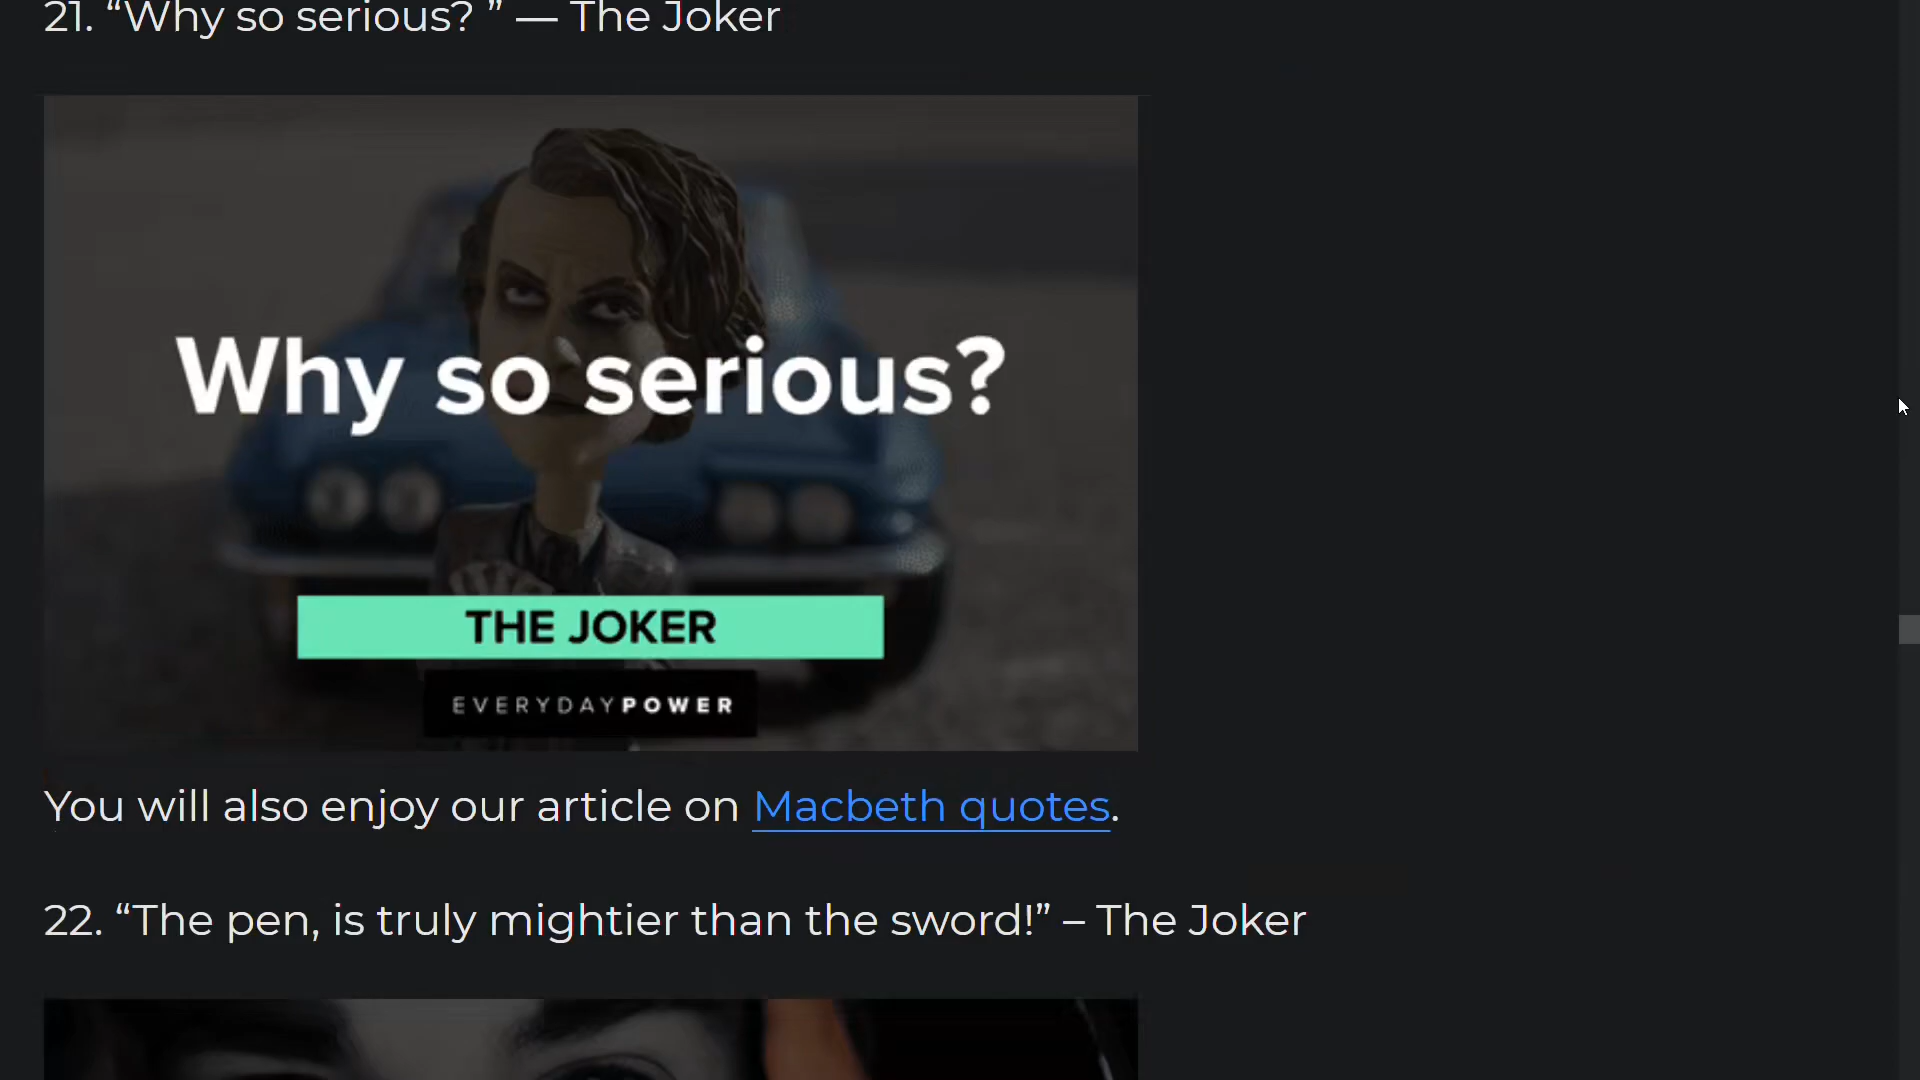 21. “Why so serious? ” — The Joker
Why so serious?
THE JOKER
EVERYDAYPOWER
You will also enjoy our article on Macbeth quotes.
22. “The pen, is truly mightier than the sword!” – The Joker